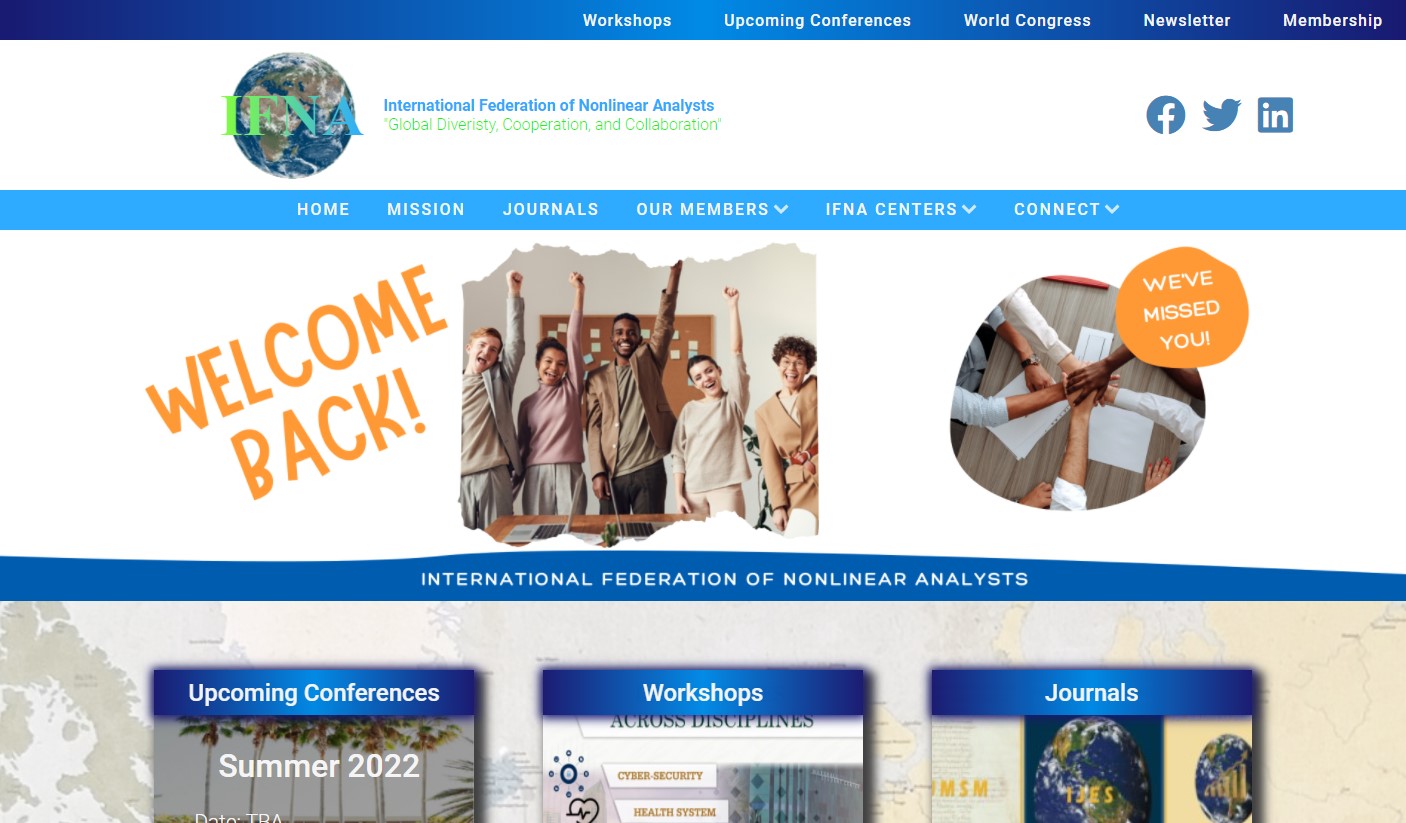 Workshops Upcoming Conferences World Congress Newsletter Membership
IFNA
International Federation of Nonlinear Analysts
"Global Diveristy, Cooperation, and Collaboration"
HOME MISSION JOURNALS OUR MEMBERS IFNA CENTERS CONNECT
WELCOME
BACK!
WE'VE
MISSED
YOU!
INTERNATIONAL FEDERATION OF NONLINEAR ANALYSTS
Upcoming Conferences
Summer 2022
Date: TBA
Workshops
ACROSS DISCIPLINES
CYBER-SECURITY
HEALTH SYSTEM
Journals
IMSM
IJES